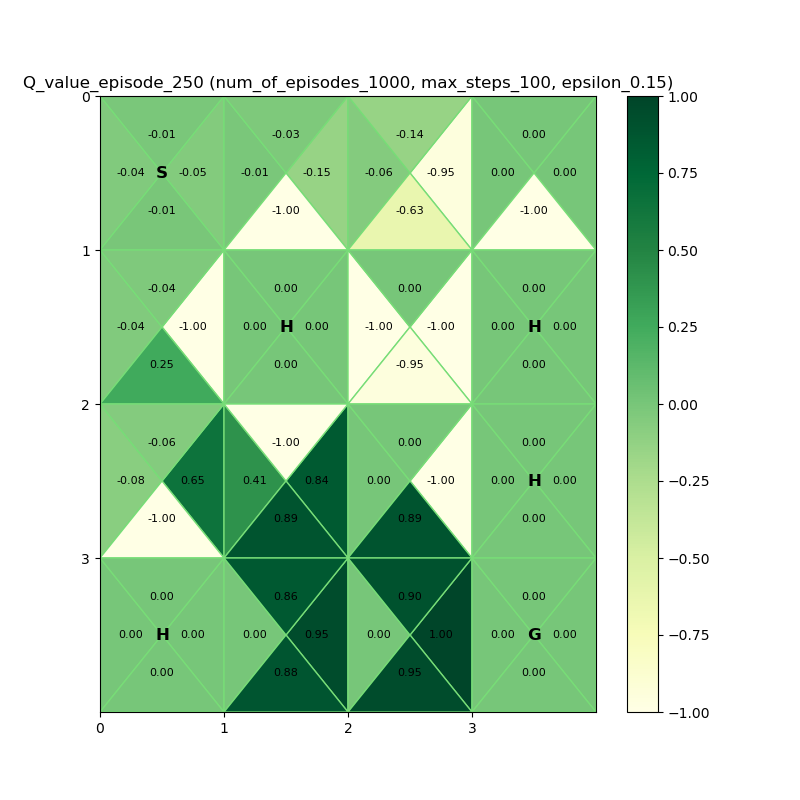 Q_value_episode_250 (num_of_episodes_1000, max_steps_100, epsilon_0.15)
0 1.00
-0.01 -0.03 -0.14 0.00
-0.04 S -0.05 -0.01 -0.15 -0.06 -0.95 0.00 0.00
0.75
-0.01 -1.00 -0.63 -1.00
1 0.50
-0.04 0.00 0.00 0.00
-0.04 -1.00 0.00 H 0.00 -1.00 -1.00 0.00 H 0.00
0.25
0.25 0.00 -0.95 0.00
2 0.00
-0.06 -1.00 0.00 0.00
-0.08 0.65 0.41 0.84 0.00 -1.00 0.00 H 0.00
−0.25
-1.00 0.89 0.89 0.00
3 −0.50
0.00 0.86 0.90 0.00
0.00 H 0.00 0.00 0.95 0.00 1.00 0.00 G 0.00
−0.75
0.00 0.88 0.95 0.00
−1.00
0 1 2 3